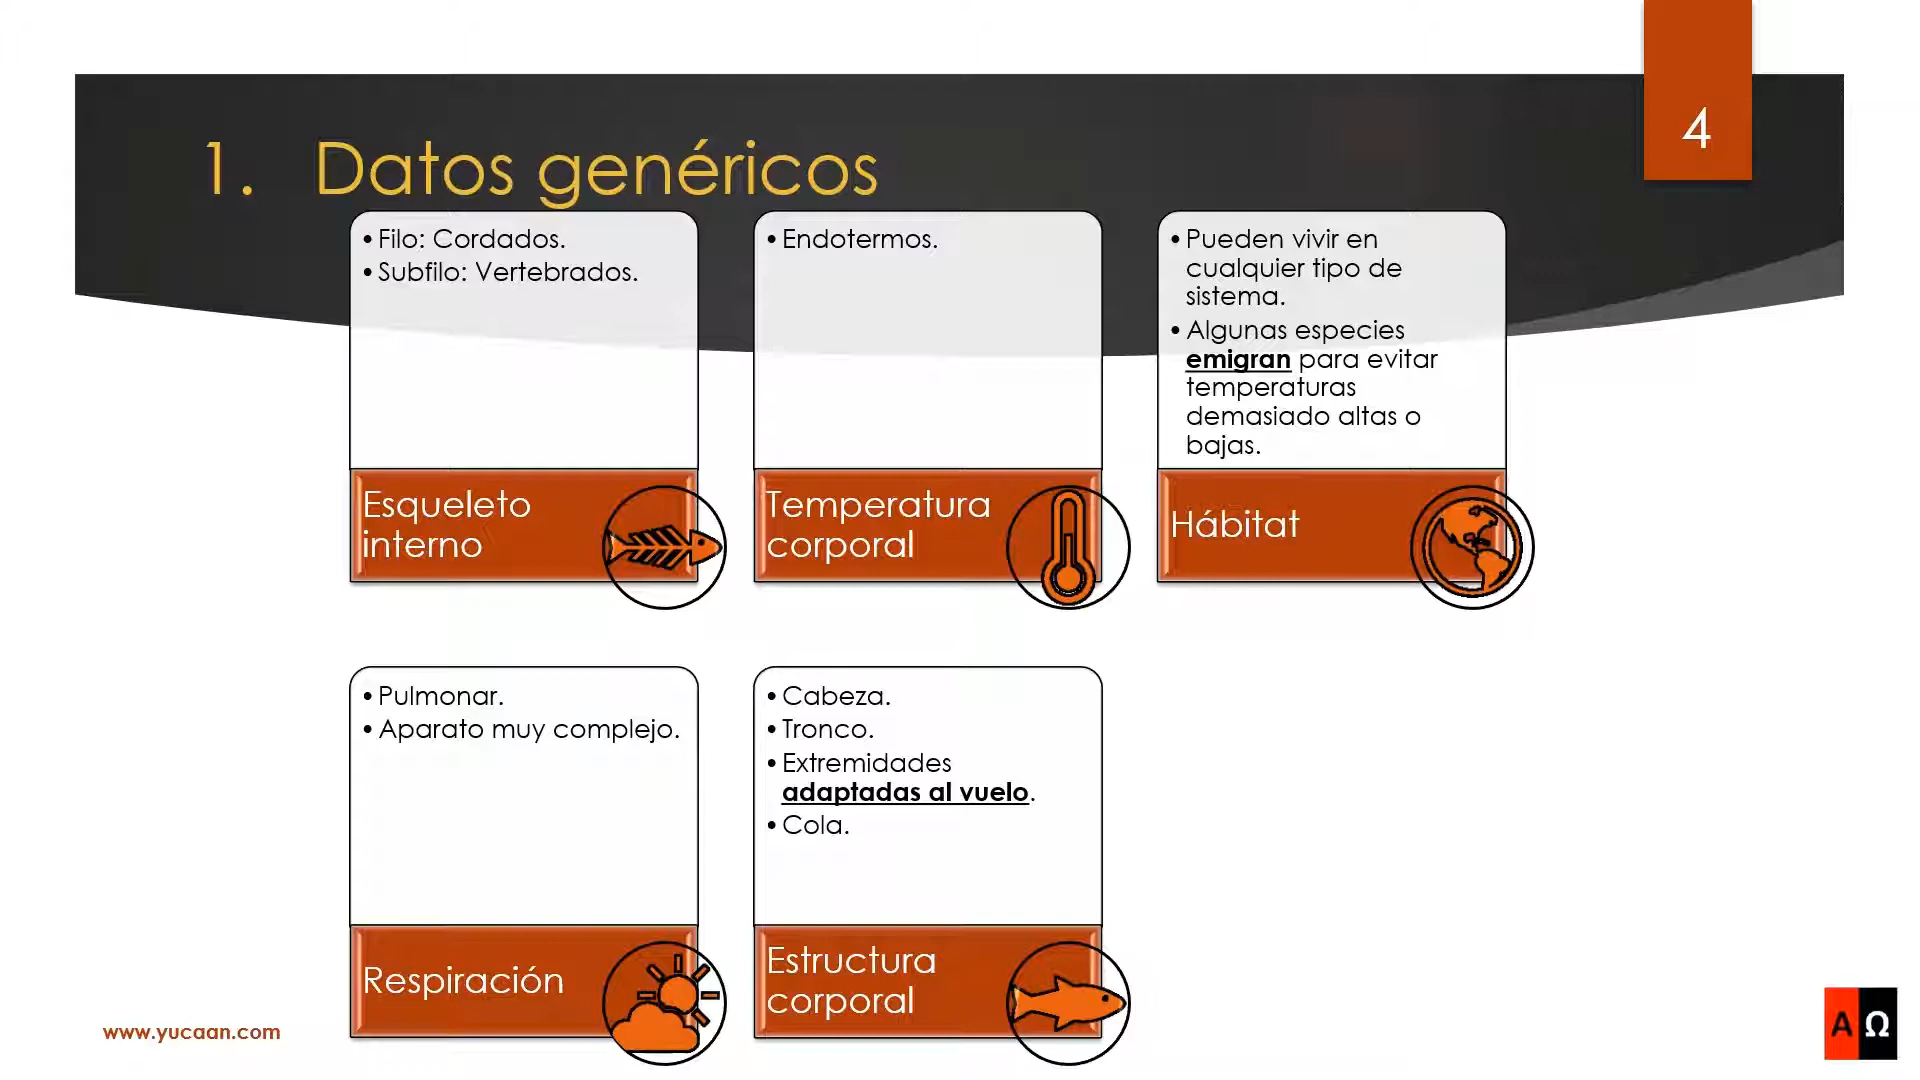 4
1. Datos genéricos
• Filo: Cordados.
• Subfilo: Vertebrados.
Esqueleto
interno
• Endotermos.
Temperatura
corporal
• Pueden vivir en
cualquier tipo de
sistema.
• Algunas especies
emigran para evitar
temperaturas
demasiado altas o
bajas.
Hábitat
• Pulmonar.
• Aparato muy complejo.
Respiración
• Cabeza.
• Tronco.
• Extremidades
adaptadas al vuelo.
• Cola.
Estructura
corporal
www.yucaan.com
A Ω